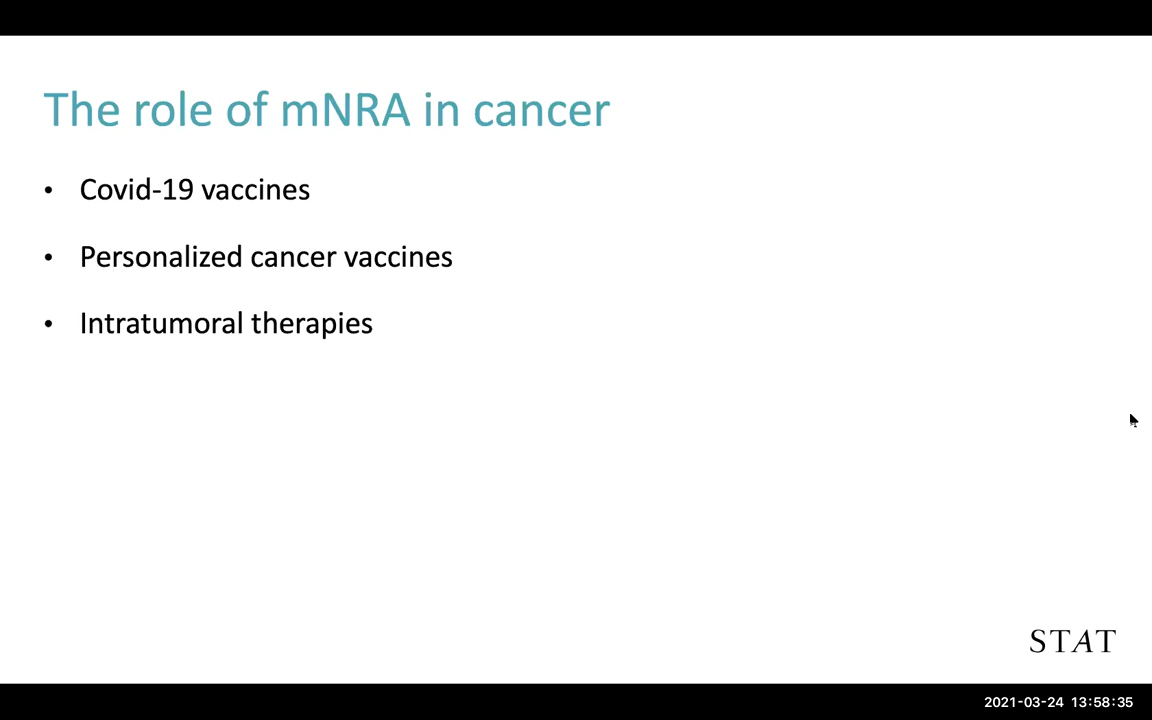 The role of mNRA in cancer
• Covid-19 vaccines
• Personalized cancer vaccines
• Intratumoral therapies
STAT
2021-03-24 13:58:35